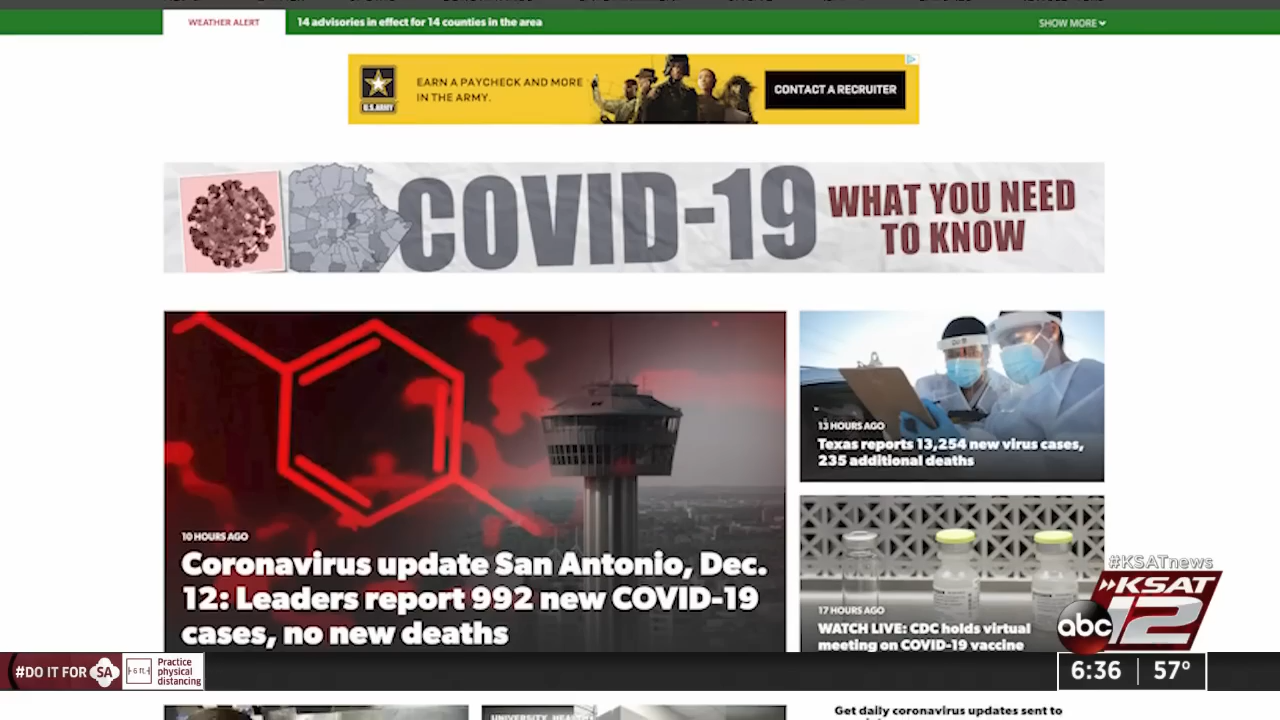 WEATHER ALERT
14 advisories in effect for 14 counties in the area
SHOW MORE
U.S.ARMY
EARN A PAYCHECK AND MORE
IN THE ARMY.
CONTACT A RECRUITER
COVID-19
WHAT YOU NEED
TO KNOW
10 HOURS AGO
Coronavirus update San Antonio, Dec.
12: Leaders report 992 new COVID-19
cases, no new deaths
13 HOURS AGO
Texas reports 13,254 new virus cases,
235 additional deaths
17 HOURS AGO
WATCH LIVE: CDC holds virtual
meeting on COVID-19 vaccine
#KSATnews
KSAT
abc 12
#DO IT FOR SA
6 ft.
Practice
physical
distancing
6:36 57°
UNIVERSITY HEALTH
Get daily coronavirus updates sent to